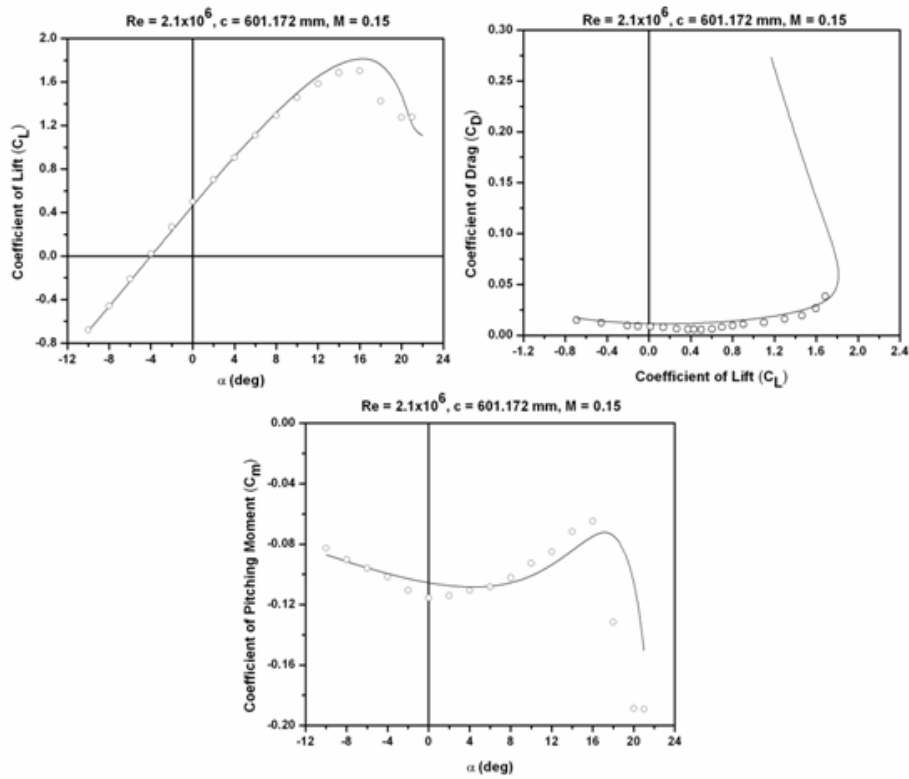 Re = 2.1x10^6, c = 601.172 mm, M = 0.15
Coefficient of Lift (C_L)
2.0
1.6
1.2
0.8
0.4
0.0
-0.4
-0.8
-12 -8 -4 0 4 8 12 16 20 24
α (deg)
Re = 2.1x10^6, c = 601.172 mm, M = 0.15
Coefficient of Drag (C_D)
0.30
0.25
0.20
0.15
0.10
0.05
0.00
-1.2 -0.8 -0.4 0.0 0.4 0.8 1.2 1.6 2.0 2.4
Coefficient of Lift (C_L)
Re = 2.1x10^6, c = 601.172 mm, M = 0.15
Coefficient of Pitching Moment (C_m)
0.00
-0.04
-0.08
-0.12
-0.16
-0.20
-12 -8 -4 0 4 8 12 16 20 24
α (deg)